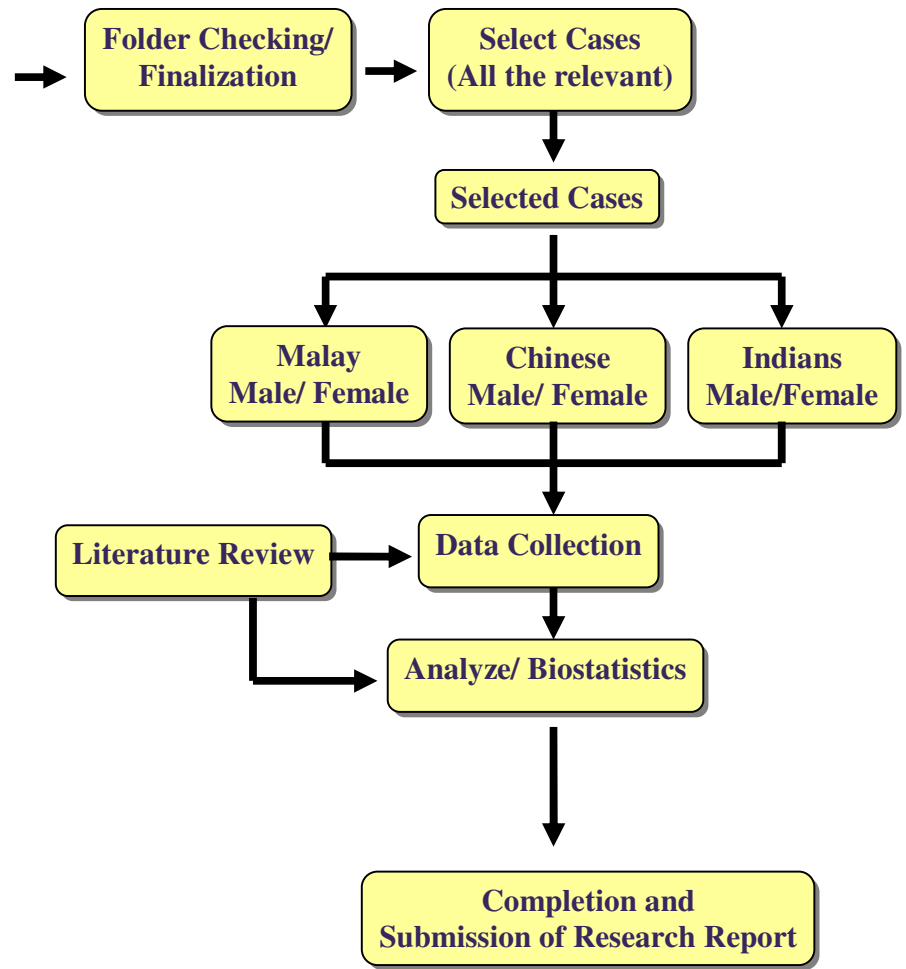 Folder Checking/
Finalization
Select Cases
(All the relevant)
Selected Cases
Malay
Male/ Female
Chinese
Male/ Female
Indians
Male/Female
Literature Review
Data Collection
Analyze/ Biostatistics
Completion and
Submission of Research Report